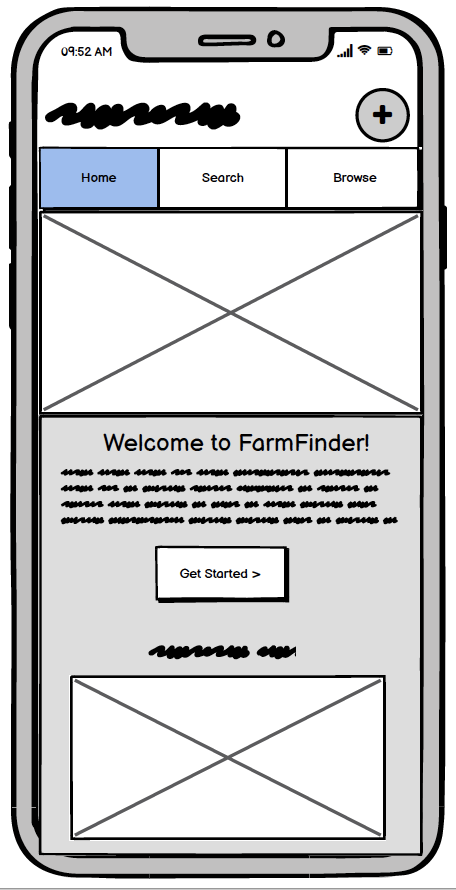 09:52 AM
+
Home Search Browse
Welcome to FarmFinder!
Get Started >